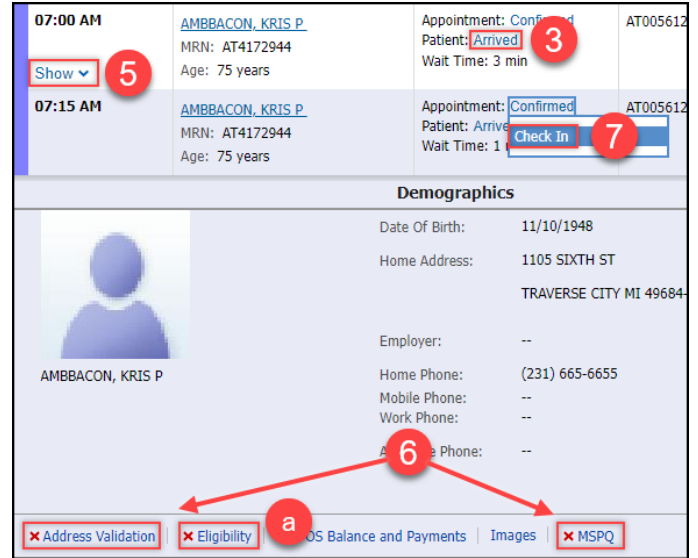 07:00 AM
AMBBACON, KRIS P
MRN: AT4172944
Age: 75 years
Appointment: Confirmed
Patient: Arrived
Wait Time: 3 min
AT005612
3
Show
5
07:15 AM
AMBBACON, KRIS P
MRN: AT4172944
Age: 75 years
Appointment: Confirmed
Patient: Arrive
Wait Time: 1
Check In
AT005612
7
Demographics
Date Of Birth: 11/10/1948
Home Address: 1105 SIXTH ST
TRAVERSE CITY MI 49684-
Employer: --
AMBBACON, KRIS P
Home Phone: (231) 665-6655
Mobile Phone: --
Work Phone: --
Phone: --
6
a
Address Validation | Eligibility OS Balance and Payments | Images | MSPQ